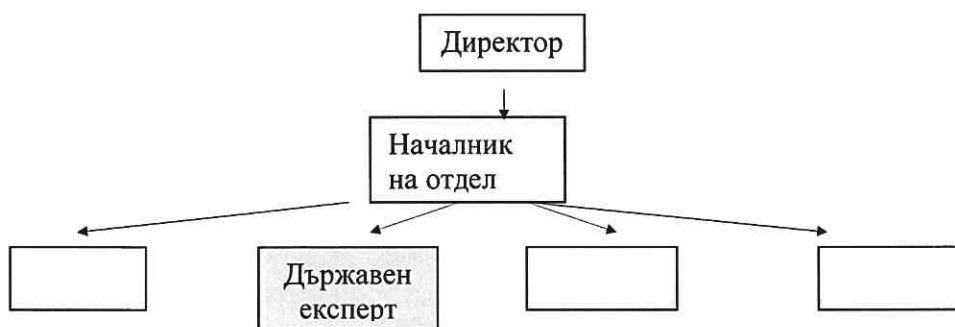 Директор
Началник
на отдел
Държавен
експерт